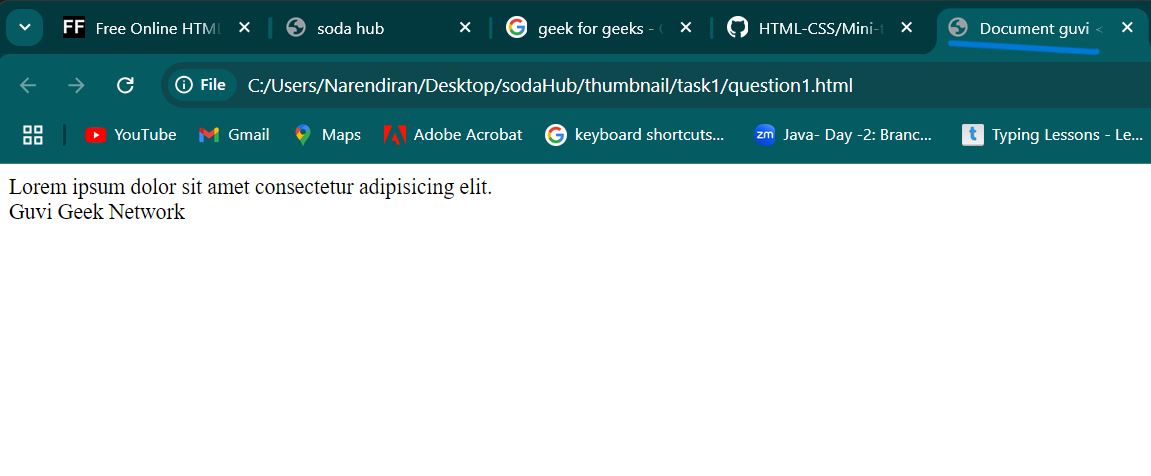 FF Free Online HTML
soda hub
geek for geeks -
HTML-CSS/Mini-
Document guvi <
File C:/Users/Narendiran/Desktop/sodaHub/thumbnail/task1/question1.html
YouTube
Gmail
Maps
Adobe Acrobat
keyboard shortcuts...
zm Java- Day -2: Branc...
t Typing Lessons - Le...
Lorem ipsum dolor sit amet consectetur adipisicing elit.
Guvi Geek Network